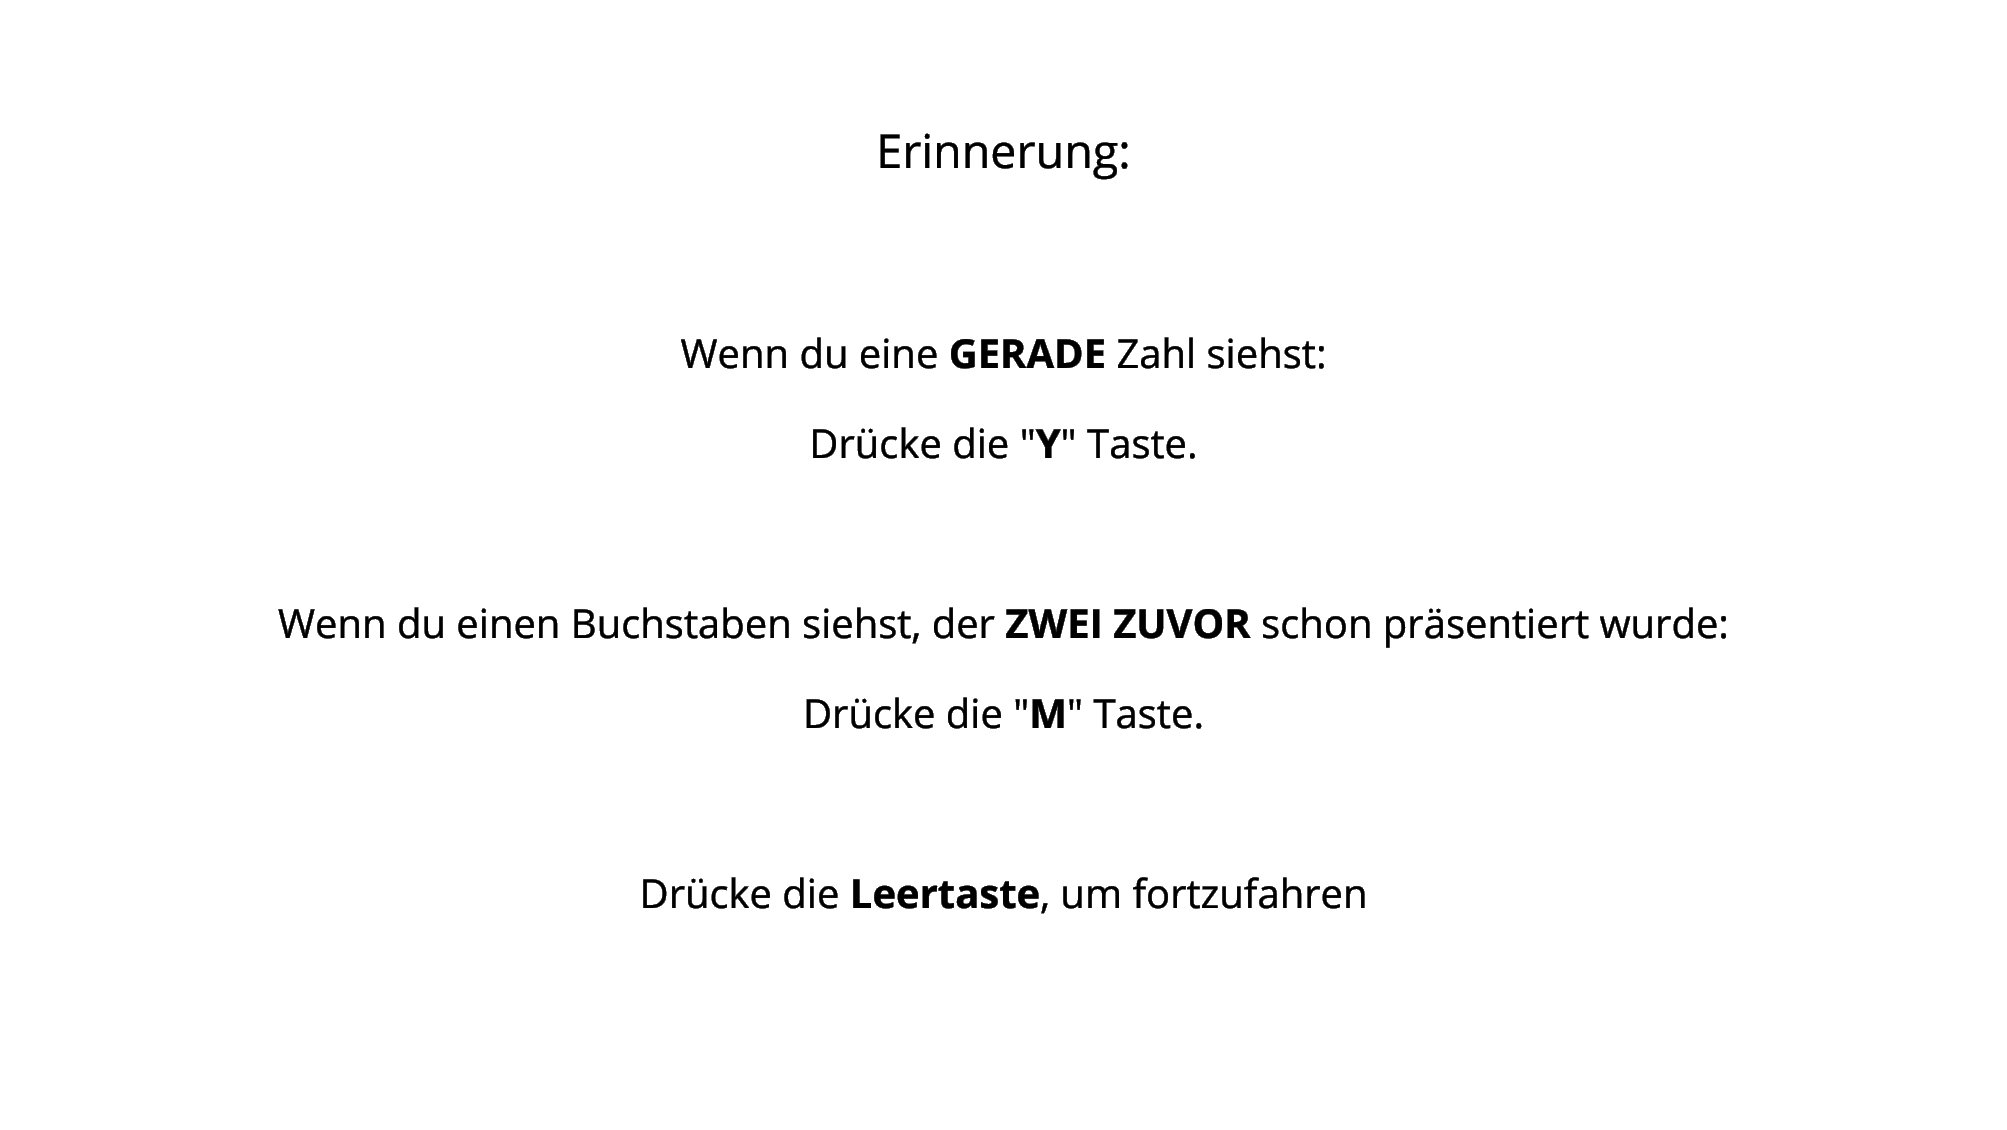 Erinnerung:
Wenn du eine GERADE Zahl siehst:
Drücke die "Y" Taste.
Wenn du einen Buchstaben siehst, der ZWEI ZUVOR schon präsentiert wurde:
Drücke die "M" Taste.
Drücke die Leertaste, um fortzufahren